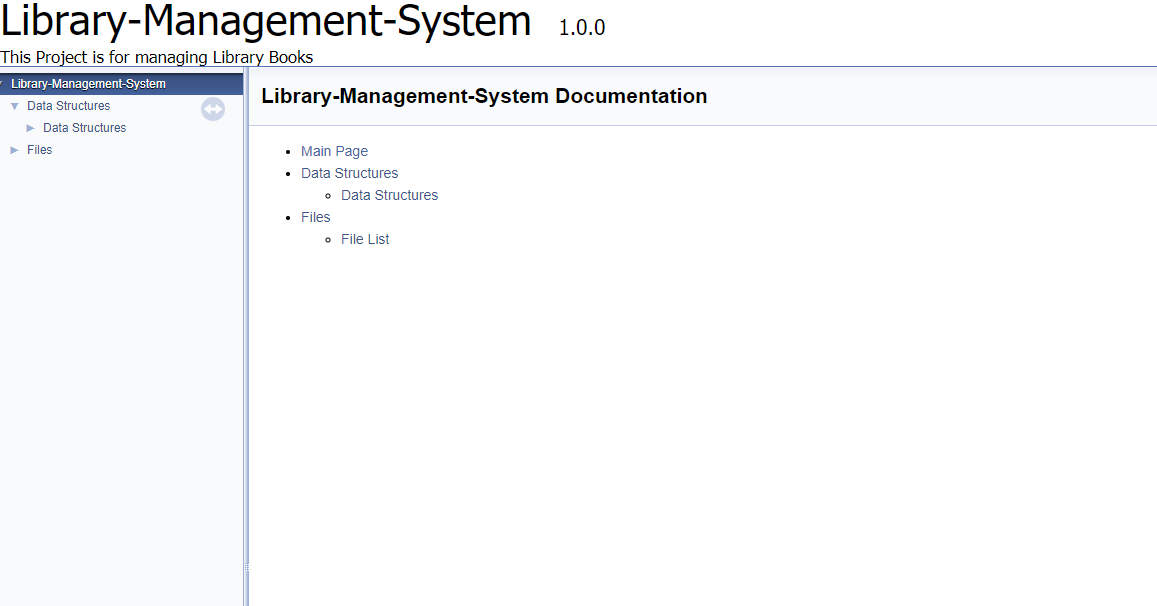 Library-Management-System 1.0.0
This Project is for managing Library Books
Library-Management-System
Data Structures
Data Structures
Files
Library-Management-System Documentation
Main Page
Data Structures
Data Structures
Files
File List